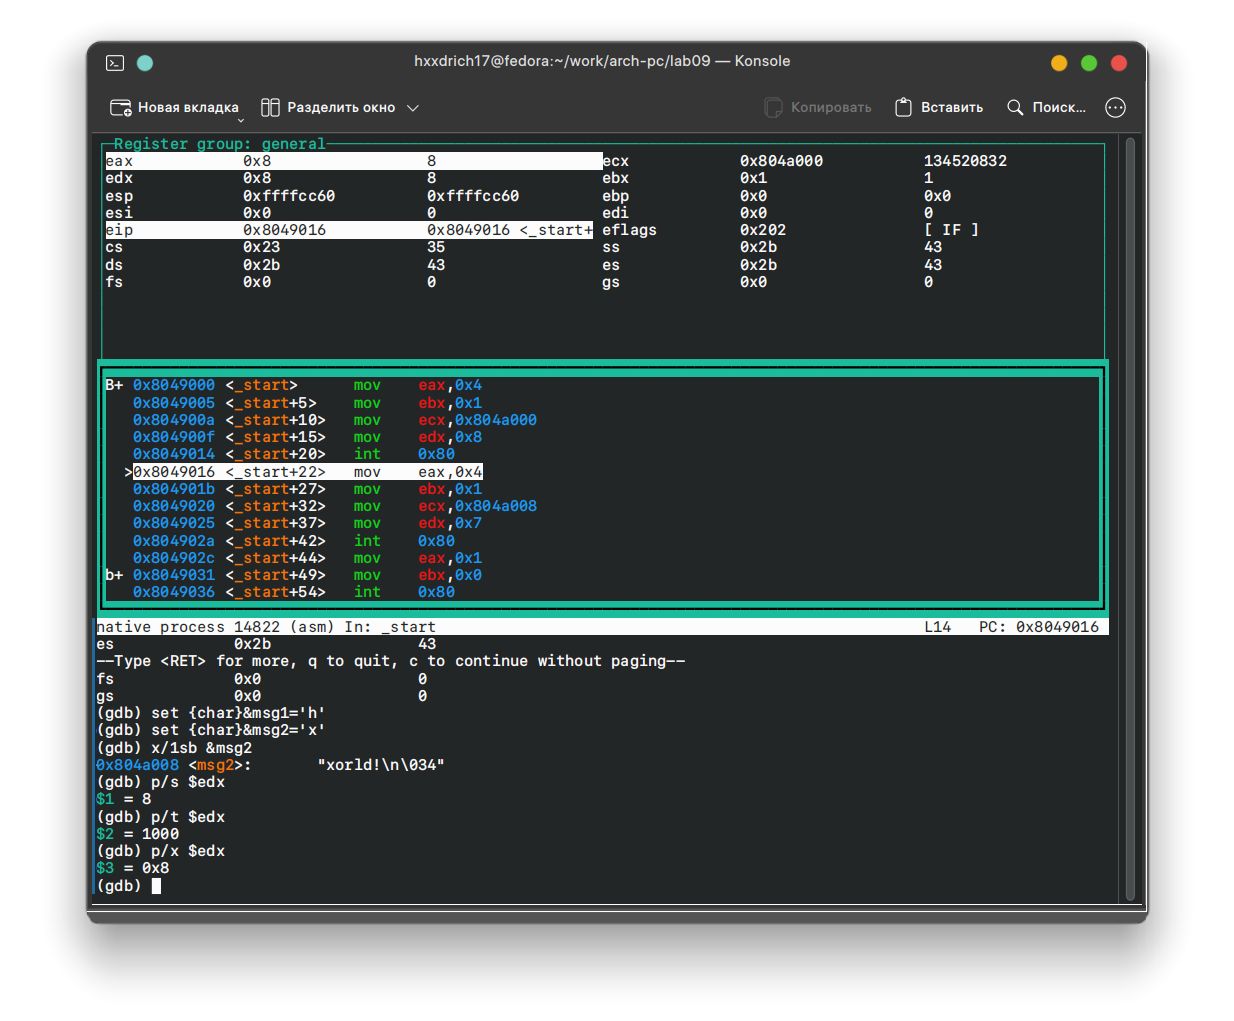 hxxdrich17@fedora:~/work/arch-pc/lab09 — Konsole
Новая вкладка Разделить окно Копировать Вставить Поиск...
Register group: general
eax 0x8 8 ecx 0x804a000 134520832
edx 0x8 8 ebx 0x1 1
esp 0xffffcc60 0xffffcc60 ebp 0x0 0x0
esi 0x0 0 edi 0x0 0
eip 0x8049016 0x8049016 <_start+ eflags 0x202 [ IF ]
cs 0x23 35 ss 0x2b 43
ds 0x2b 43 es 0x2b 43
fs 0x0 0 gs 0x0 0
B+ 0x8049000 <_start> mov eax,0x4
0x8049005 <_start+5> mov ebx,0x1
0x804900a <_start+10> mov ecx,0x804a000
0x804900f <_start+15> mov edx,0x8
0x8049014 <_start+20> int 0x80
>0x8049016 <_start+22> mov eax,0x4
0x804901b <_start+27> mov ebx,0x1
0x8049020 <_start+32> mov ecx,0x804a008
0x8049025 <_start+37> mov edx,0x7
0x804902a <_start+42> int 0x80
0x804902c <_start+44> mov eax,0x1
b+ 0x8049031 <_start+49> mov ebx,0x0
0x8049036 <_start+54> int 0x80
native process 14822 (asm) In: _start L14 PC: 0x8049016
es 0x2b 43
--Type <RET> for more, q to quit, c to continue without paging--
fs 0x0 0
gs 0x0 0
(gdb) set {char}&msg1='h'
(gdb) set {char}&msg2='x'
(gdb) x/1sb &msg2
0x804a008 <msg2>: "xorld!\n\034"
(gdb) p/s $edx
$1 = 8
(gdb) p/t $edx
$2 = 1000
(gdb) p/x $edx
$3 = 0x8
(gdb)